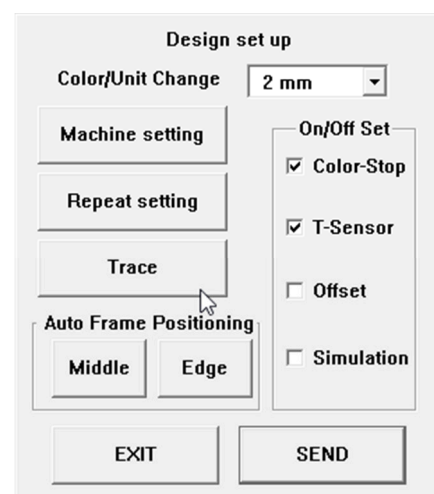 Design set up
Color/Unit Change
2 mm
Machine setting
On/Off Set
Color-Stop
Repeat setting
T-Sensor
Trace
Offset
Auto Frame Positioning
Middle
Edge
Simulation
EXIT
SEND